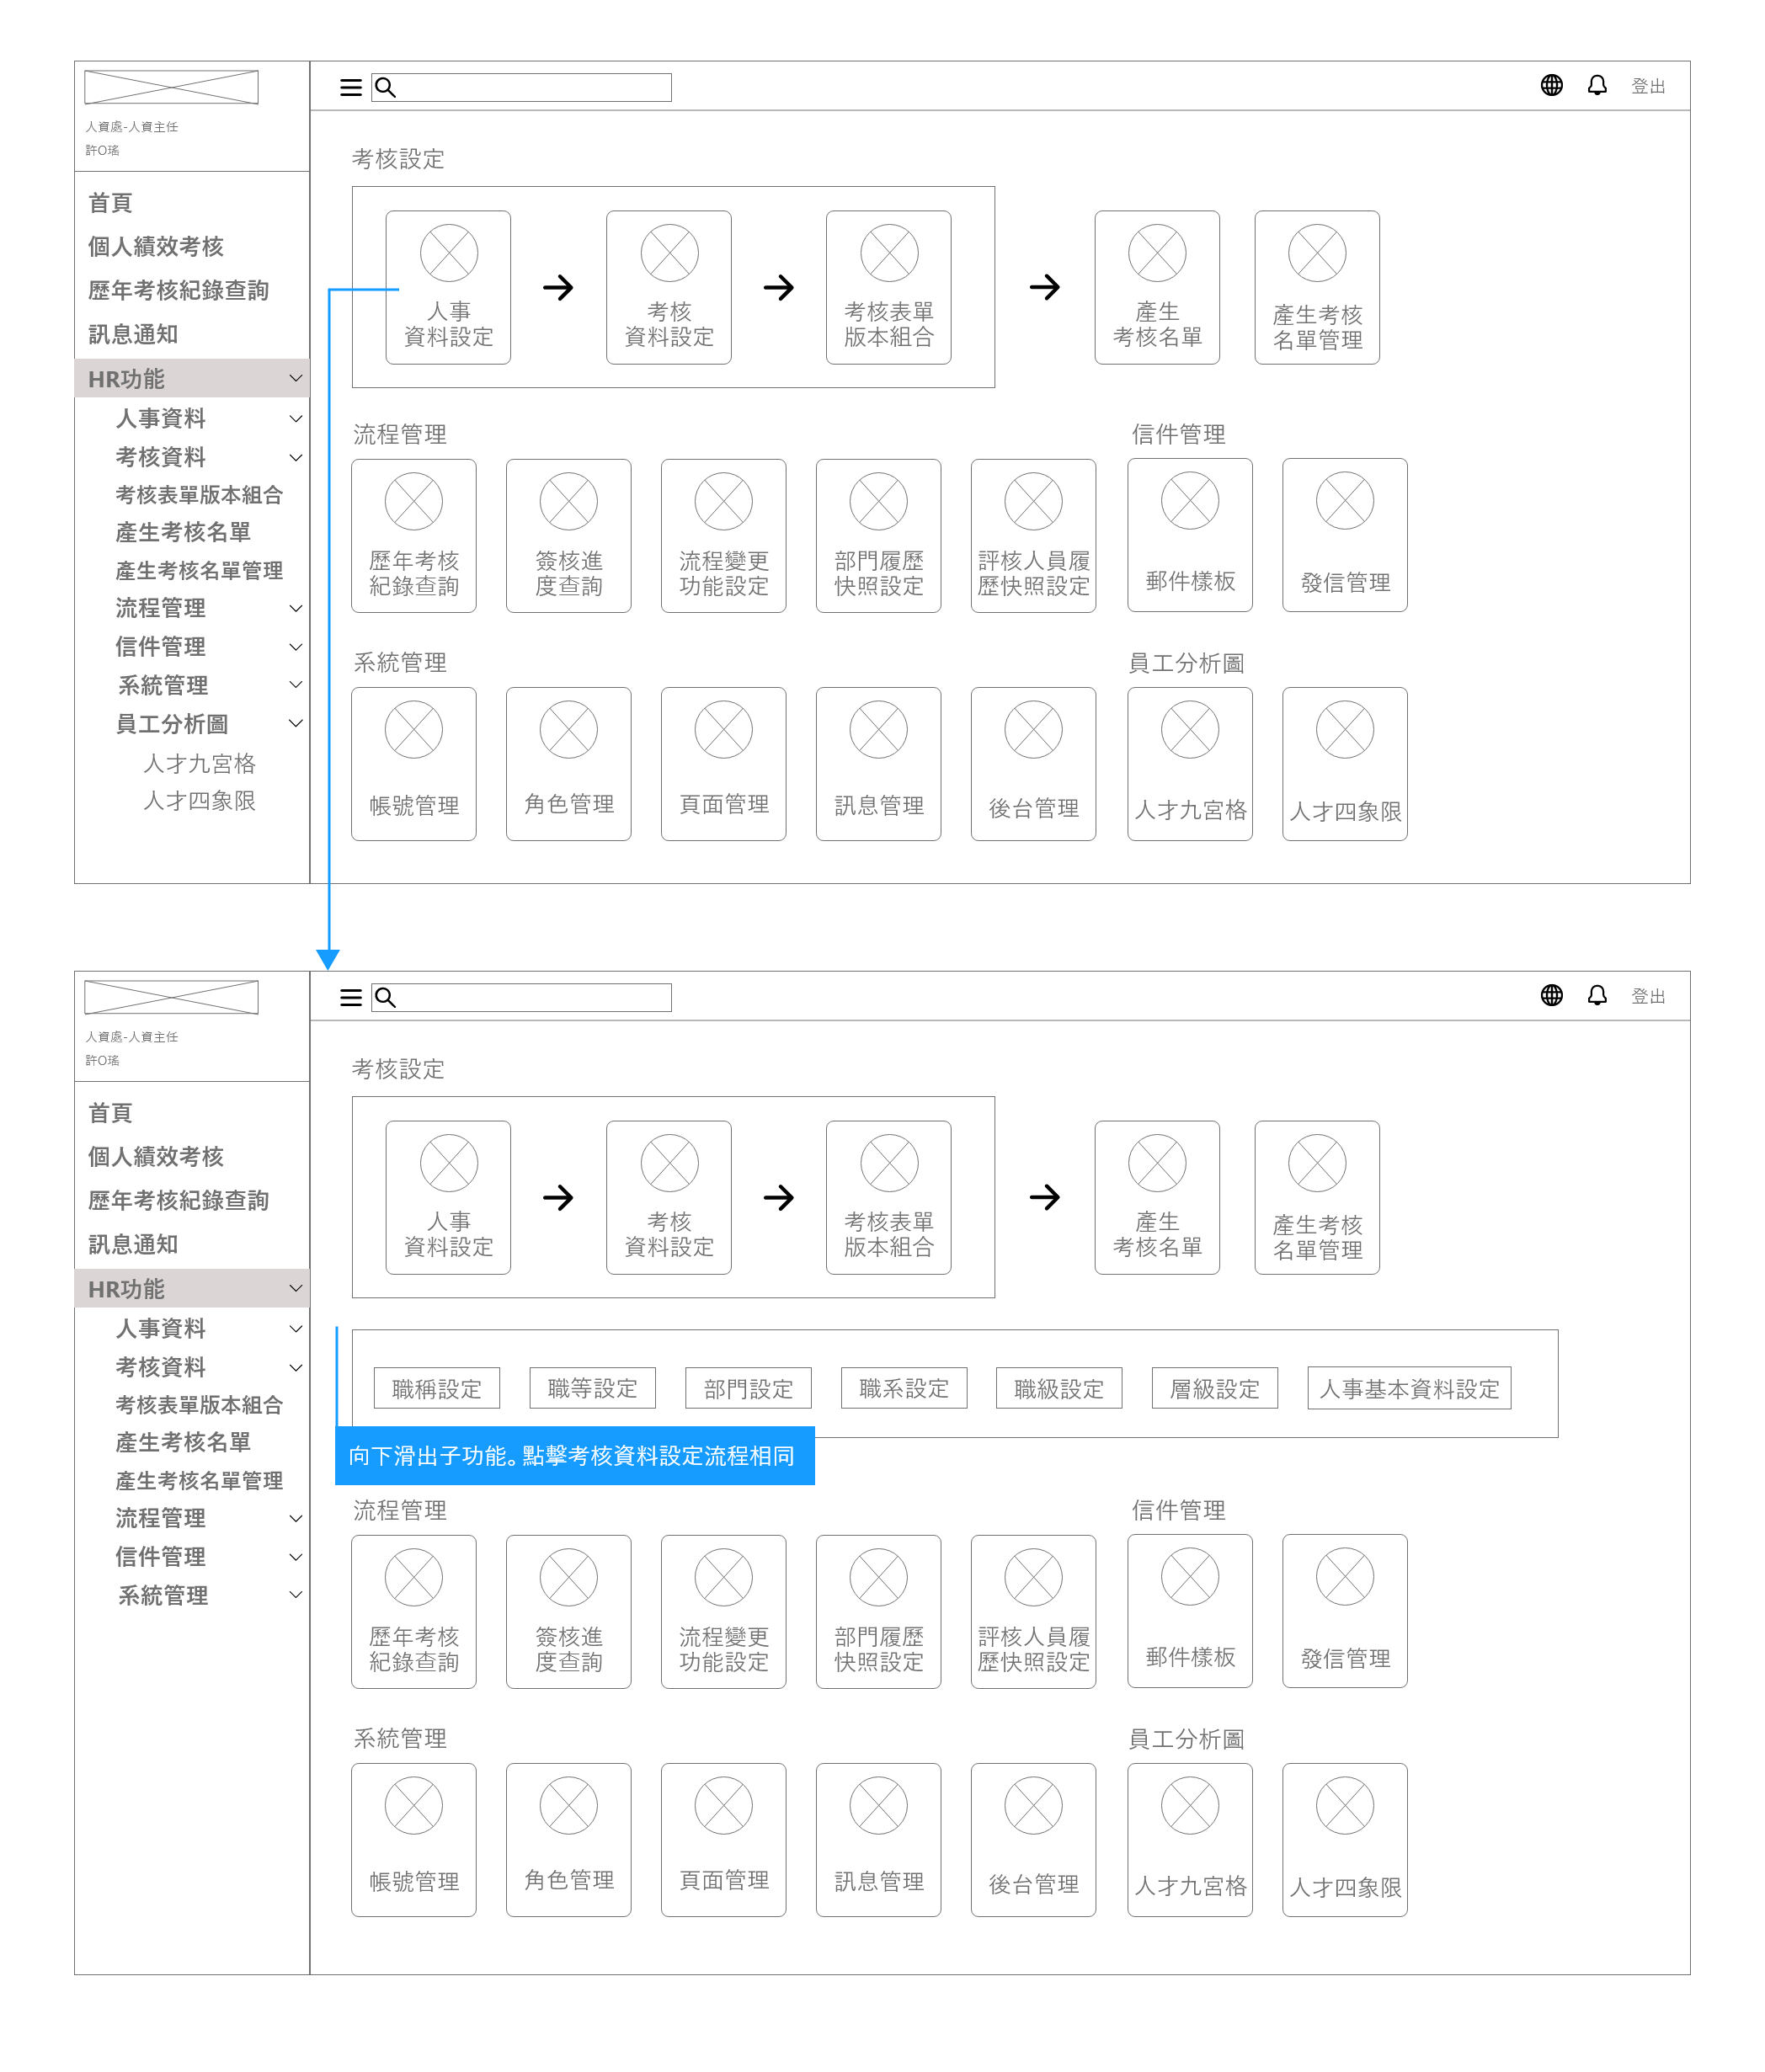 人資處-人資主任
許O瑤
首頁
個人績效考核
歷年考核紀錄查詢
訊息通知
HR功能
人事資料
考核資料
考核表單版本組合
產生考核名單
產生考核名單管理
流程管理
信件管理
系統管理
員工分析圖
人才九宮格
人才四象限
登出
考核設定
人事
資料設定
考核
資料設定
考核表單
版本組合
產生
考核名單
產生考核
名單管理
流程管理
歷年考核
紀錄查詢
簽核進
度查詢
流程變更
功能設定
部門履歷
快照設定
評核人員履
歷快照設定
信件管理
郵件樣板
發信管理
系統管理
帳號管理
角色管理
頁面管理
訊息管理
後台管理
員工分析圖
人才九宮格
人才四象限
人資處-人資主任
許O瑤
首頁
個人績效考核
歷年考核紀錄查詢
訊息通知
HR功能
人事資料
考核資料
考核表單版本組合
產生考核名單
產生考核名單管理
流程管理
信件管理
系統管理
登出
考核設定
人事
資料設定
考核
資料設定
考核表單
版本組合
產生
考核名單
產生考核
名單管理
職稱設定
職等設定
部門設定
職系設定
職級設定
層級設定
人事基本資料設定
向下滑出子功能。點擊考核資料設定流程相同
流程管理
歷年考核
紀錄查詢
簽核進
度查詢
流程變更
功能設定
部門履歷
快照設定
評核人員履
歷快照設定
信件管理
郵件樣板
發信管理
系統管理
帳號管理
角色管理
頁面管理
訊息管理
後台管理
員工分析圖
人才九宮格
人才四象限